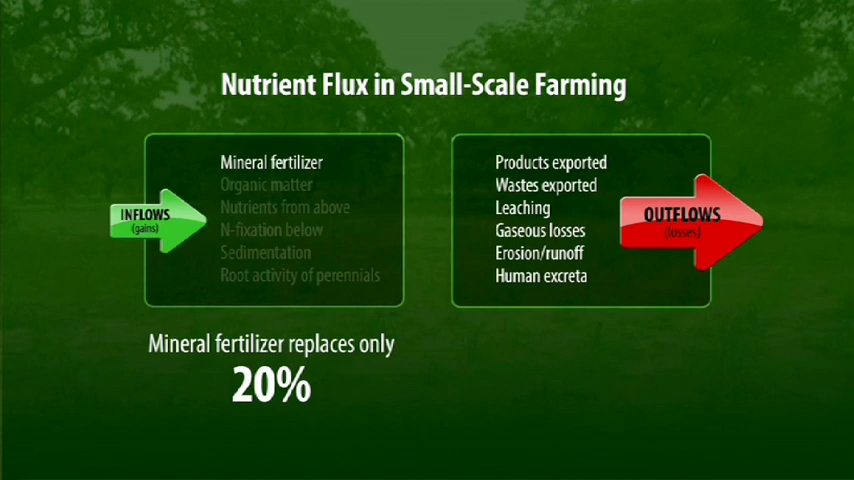 Nutrient Flux in Small-Scale Farming
INFLOWS
(gains)
Mineral fertilizer
Organic matter
Nutrients from above
N-fixation below
Sedimentation
Root activity of perennials
Products exported
Wastes exported
Leaching
Gaseous losses
Erosion/runoff
Human excreta
OUTFLOWS
(losses)
Mineral fertilizer replaces only
20%